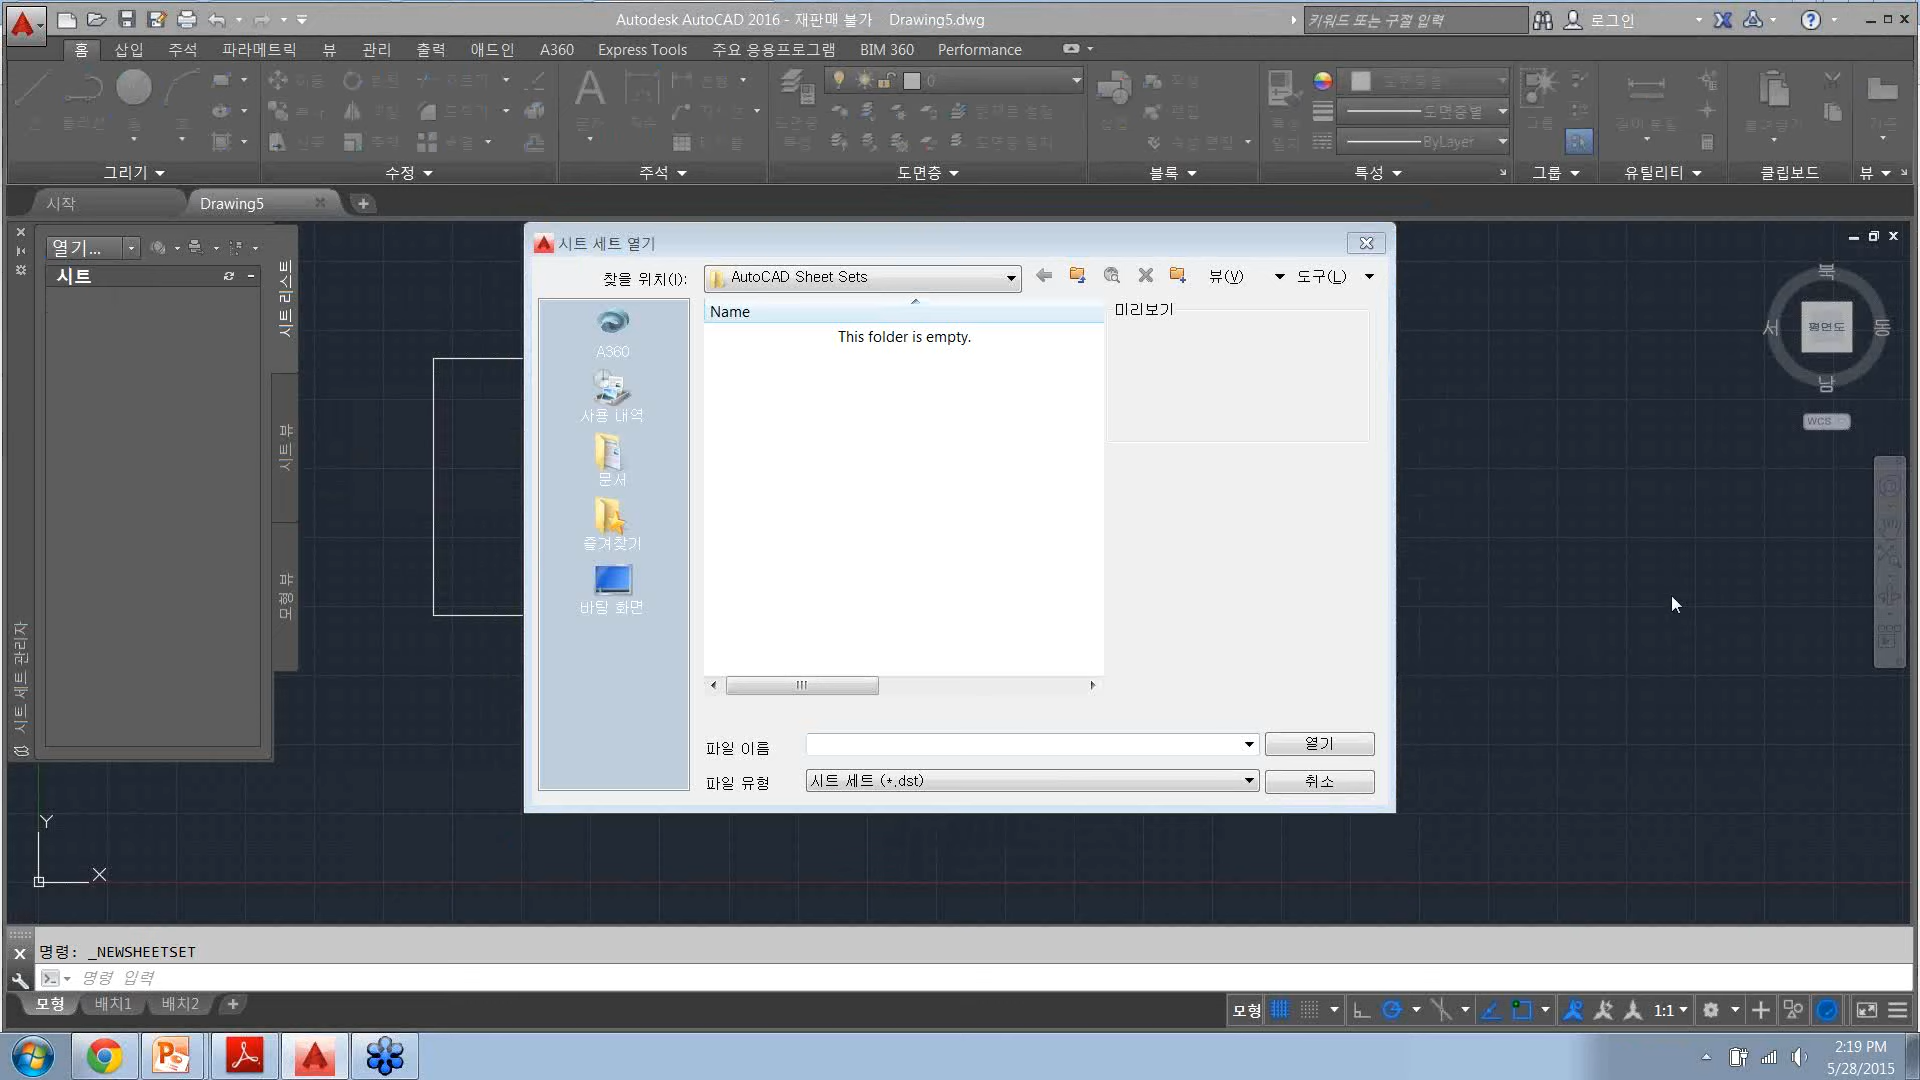 Autodesk AutoCAD 2016 - 재판매 불가 Drawing5.dwg
키워드 또는 구절 입력
로그인
홈 삽입 주석 파라메트릭 뷰 관리 출력 애드인 A360 Express Tools 주요 응용프로그램 BIM 360 Performance
0
도면층별
ByLayer
그리기 수정 주석 도면층 블록 특성 그룹 유틸리티 클립보드 뷰
시작 Drawing5
열기...
시트
시트 리스트
시트 뷰
모형 뷰
시트 세트 관리자
시트 세트 열기
찾을 위치(I): AutoCAD Sheet Sets 뷰(V) 도구(L)
A360
사용 내역
문서
즐겨찾기
바탕 화면
Name
This folder is empty.
미리보기
파일 이름 열기
파일 유형 시트 세트 (*.dst) 취소
북
서 평면도 동
남
WCS
Y
X
명령: _NEWSHEETSET
명령 입력
모형 배치1 배치2
모형 1:1
2:19 PM
5/28/2015